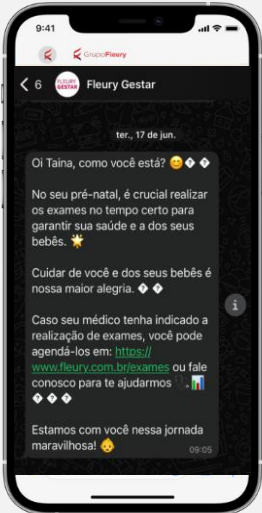 9:41
Grupo Fleury
6 FLEURY GESTAR Fleury Gestar
ter., 17 de jun.
Oi Taina, como você está? 😊� �
No seu pré-natal, é crucial realizar
os exames no tempo certo para
garantir sua saúde e a dos seus
bebês. 🌟
Cuidar de você e dos seus bebês é
nossa maior alegria. � �
Caso seu médico tenha indicado a
realização de exames, você pode
agendá-los em: https://
www.fleury.com.br/exames ou fale
conosco para te ajudarmos 📊
� � �
Estamos com você nessa jornada
maravilhosa! 👶
09:05